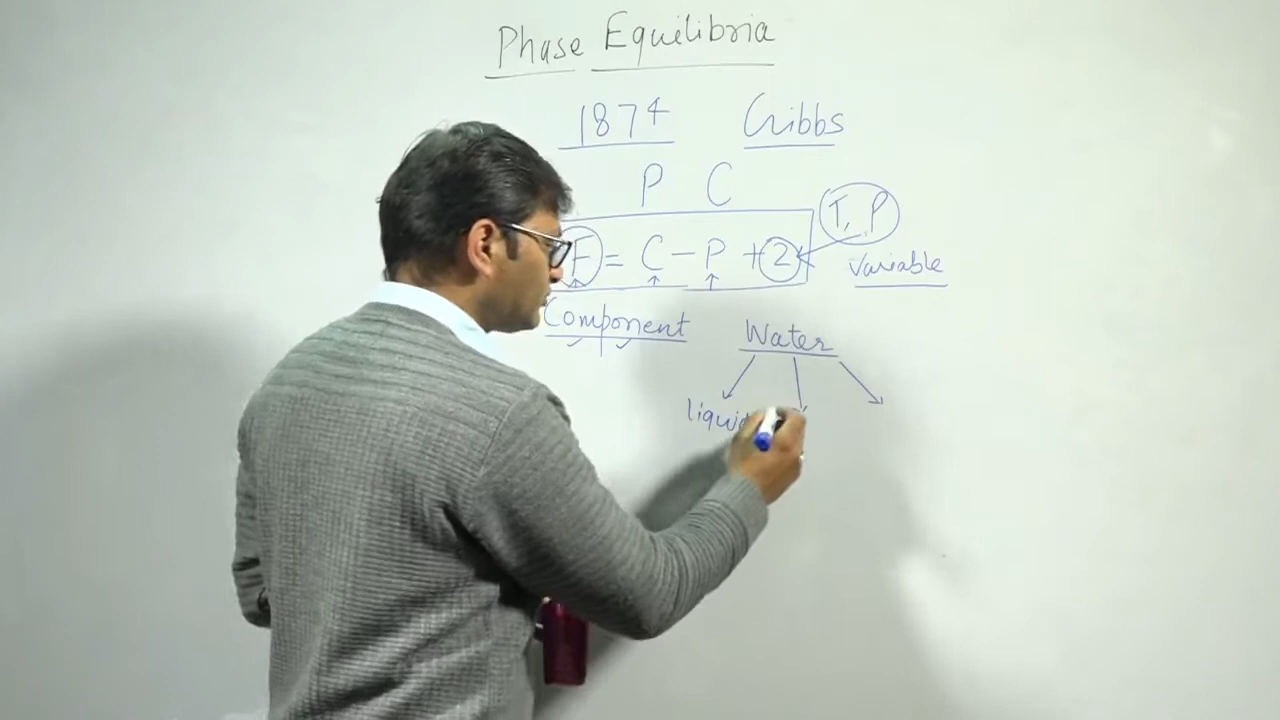 Phase Equilibria
1874 Gibbs
P C
T, P
F = C - P + 2
Variable
Component Water
liquid